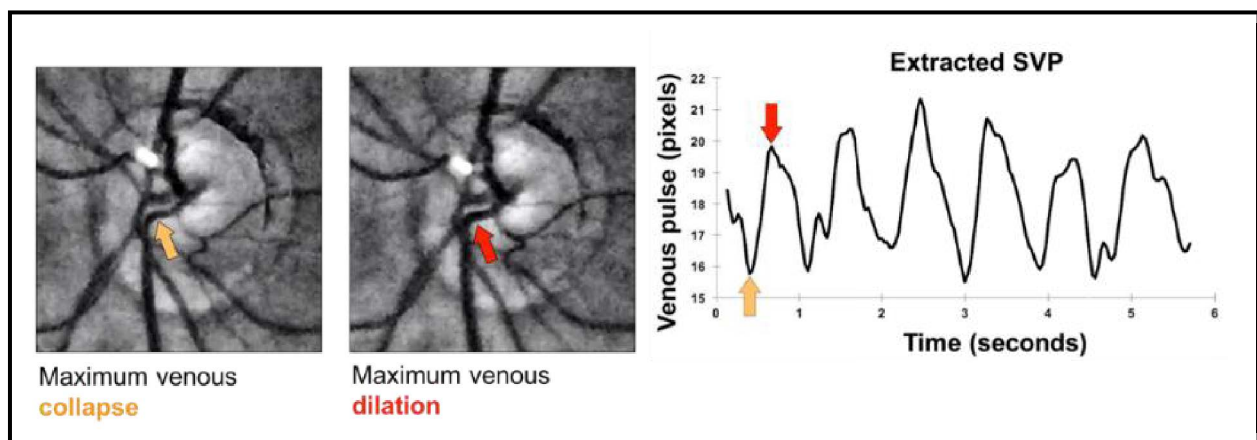 Maximum venous
collapse
Maximum venous
dilation
Extracted SVP
Venous pulse (pixels)
22
21
20
19
18
17
16
15
0 1 2 3 4 5 6
Time (seconds)